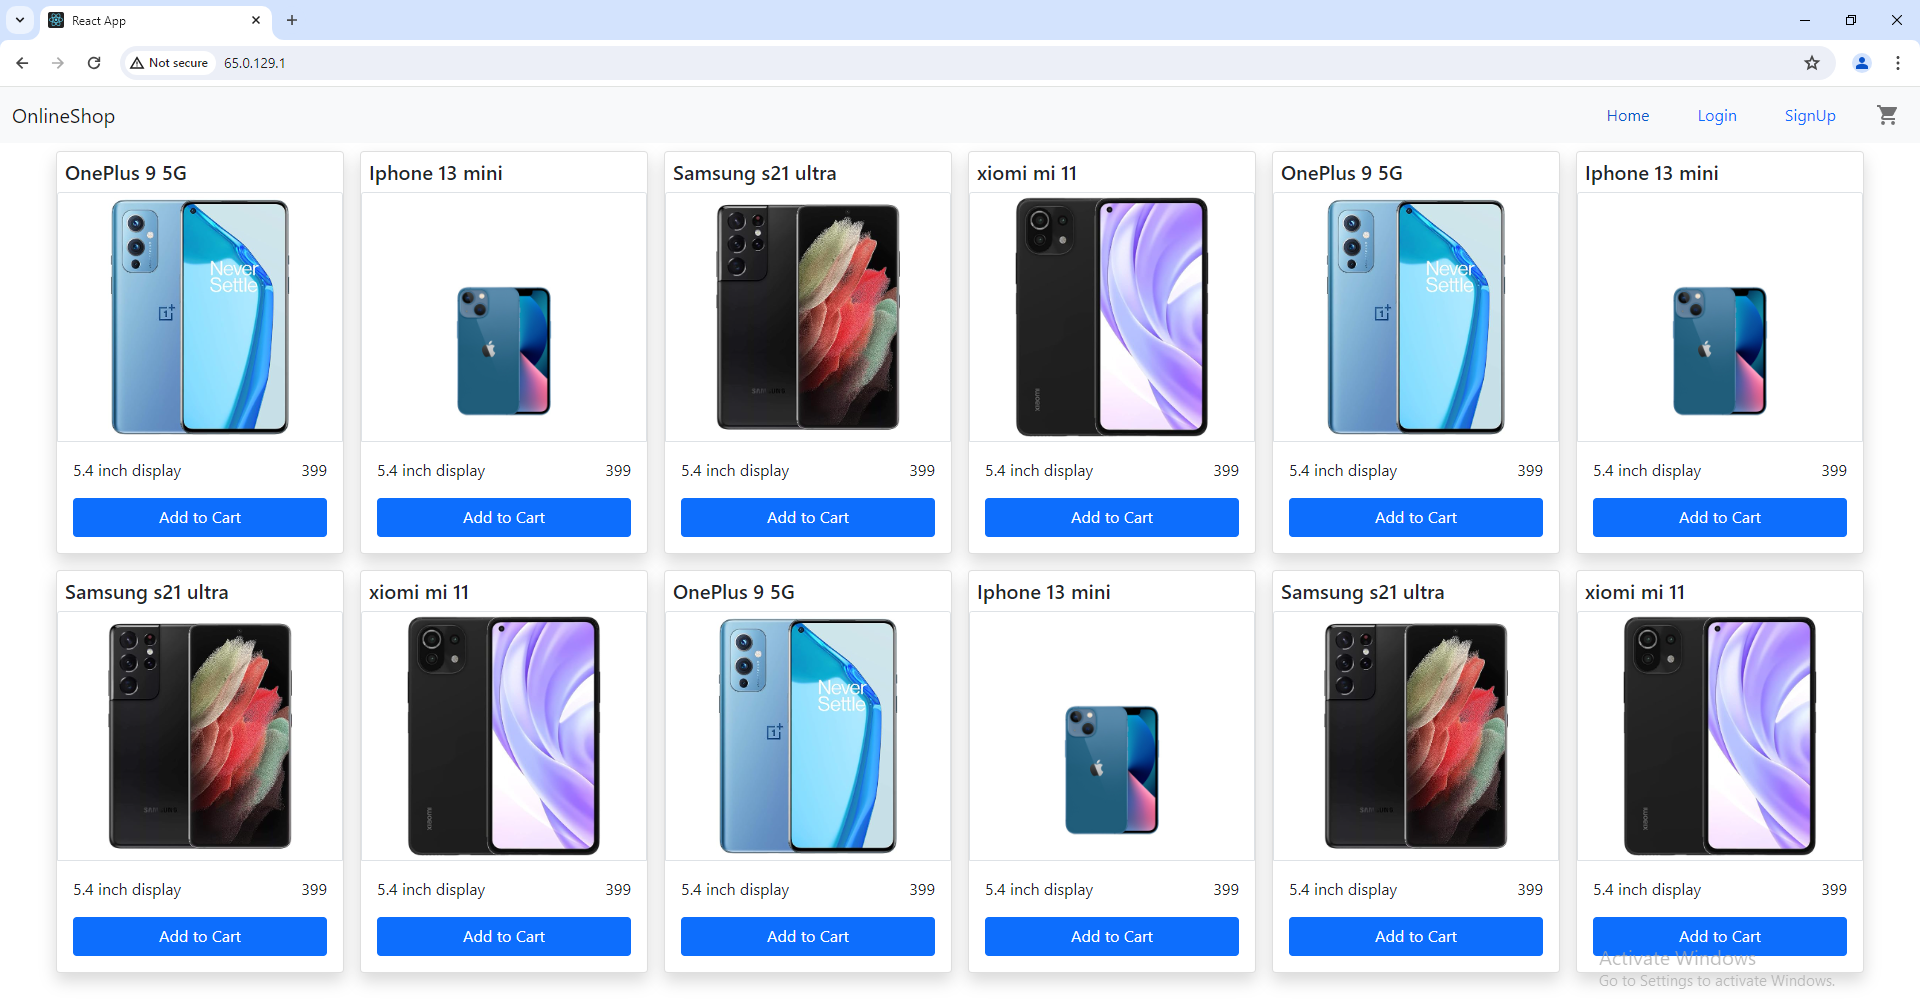 React App
Not secure
65.0.129.1
OnlineShop
Home
Login
SignUp
OnePlus 9 5G
Iphone 13 mini
Samsung s21 ultra
xiomi mi 11
OnePlus 9 5G
Iphone 13 mini
Never
Settle
SAMSUNG
XIAOMI
Never
Settle
5.4 inch display 399
5.4 inch display 399
5.4 inch display 399
5.4 inch display 399
5.4 inch display 399
5.4 inch display 399
Add to Cart
Add to Cart
Add to Cart
Add to Cart
Add to Cart
Add to Cart
Samsung s21 ultra
xiomi mi 11
OnePlus 9 5G
Iphone 13 mini
Samsung s21 ultra
xiomi mi 11
SAMSUNG
XIAOMI
Never
Settle
SAMSUNG
XIAOMI
5.4 inch display 399
5.4 inch display 399
5.4 inch display 399
5.4 inch display 399
5.4 inch display 399
5.4 inch display 399
Add to Cart
Add to Cart
Add to Cart
Add to Cart
Add to Cart
Add to Cart
Activate Windows
Go to Settings to activate Windows.